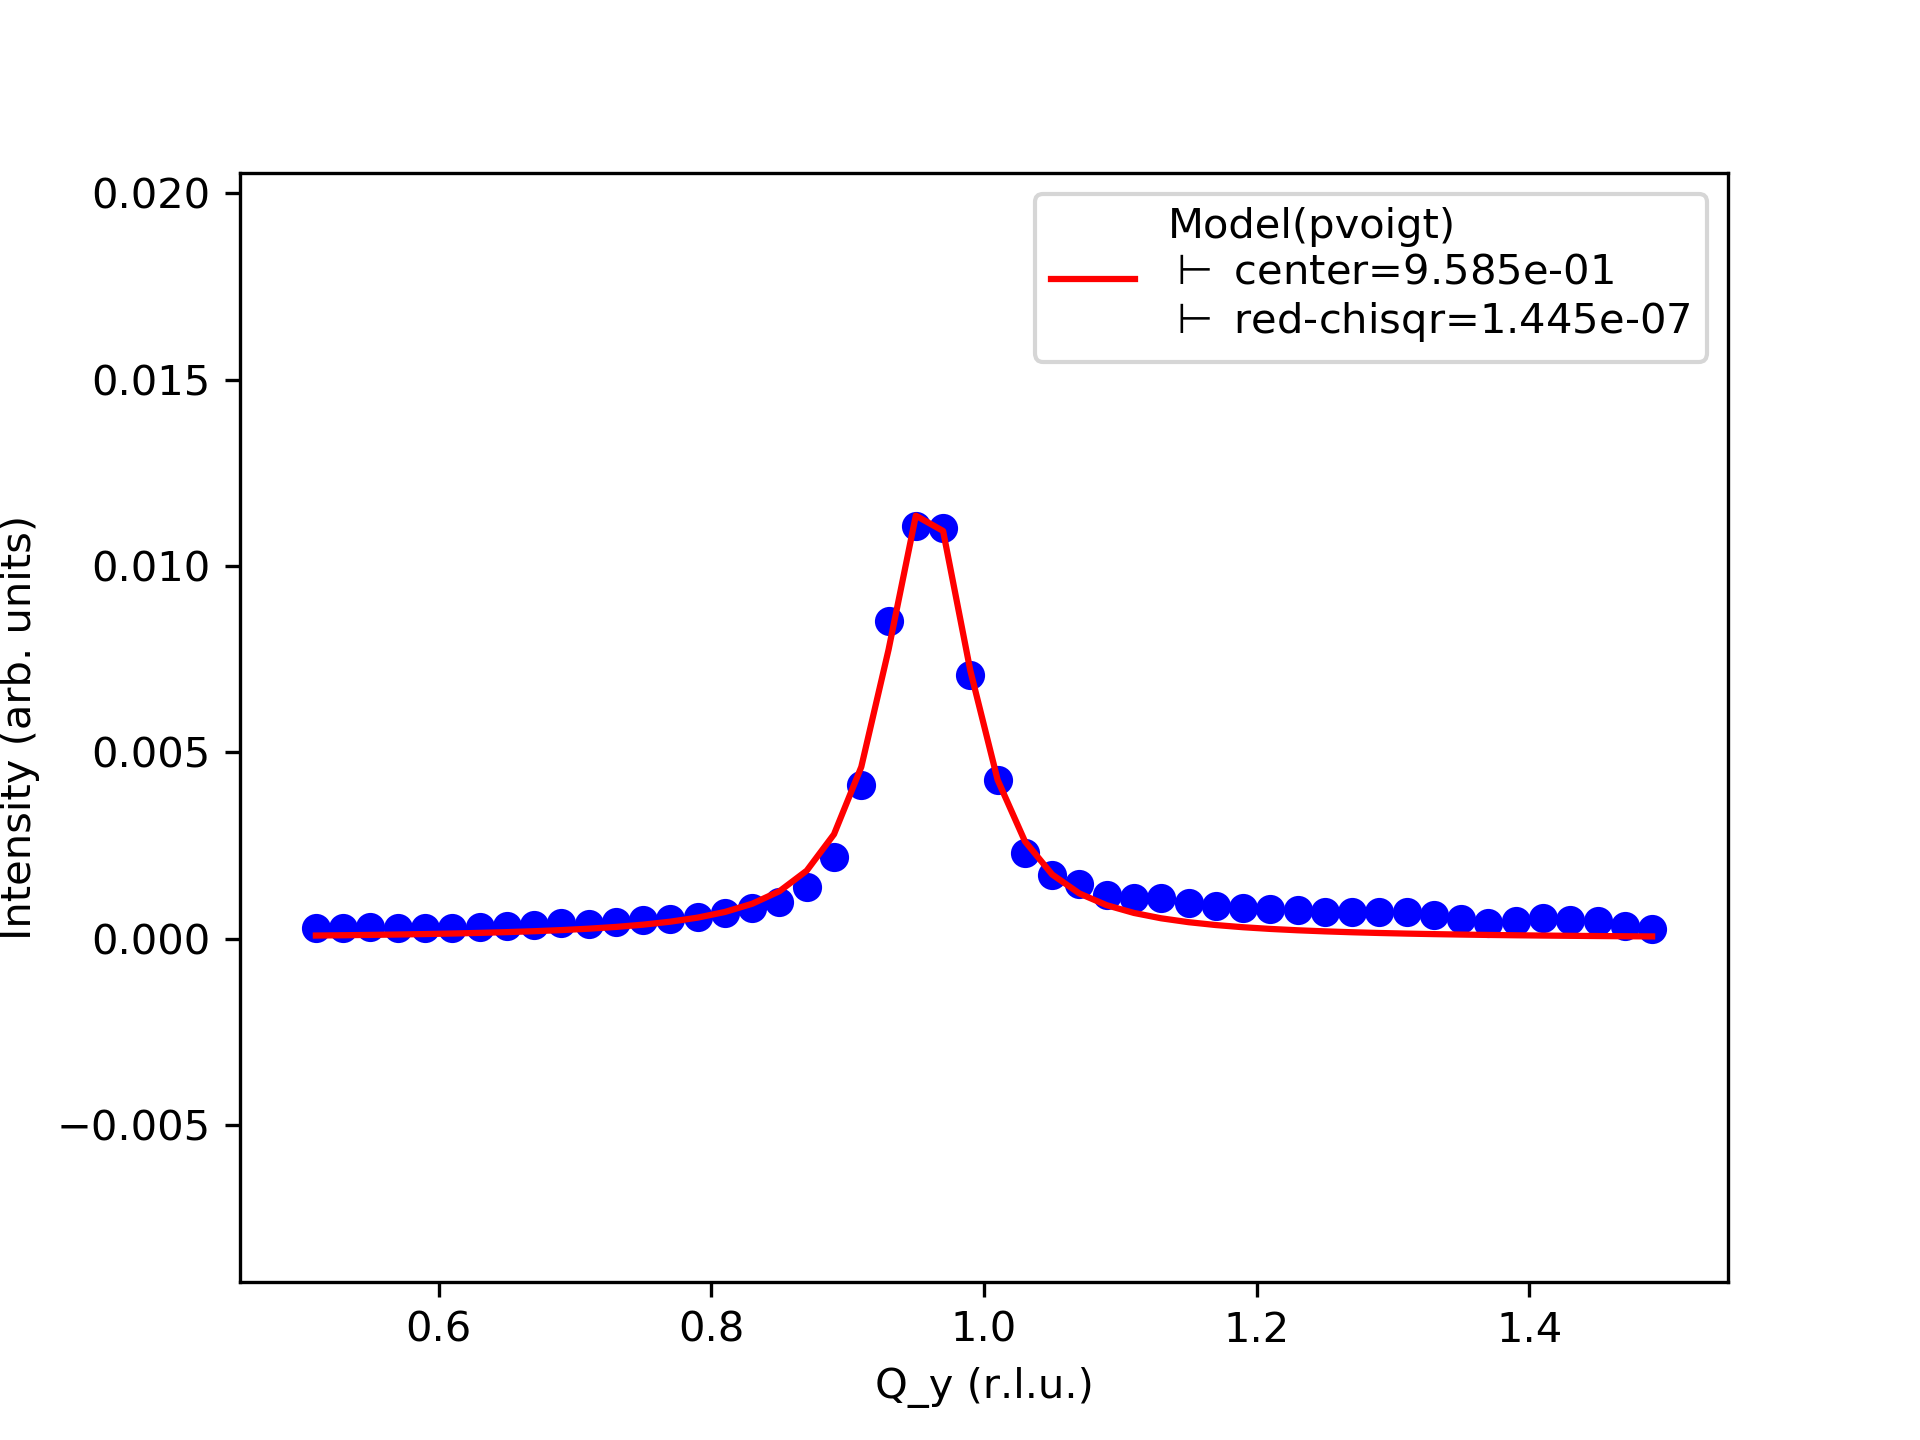 0.020
0.015
0.010
0.005
0.000
−0.005
Intensity (arb. units)
Model(pvoigt)
⊢ center=9.585e-01
⊢ red-chisqr=1.445e-07
0.6 0.8 1.0 1.2 1.4
Q_y (r.l.u.)